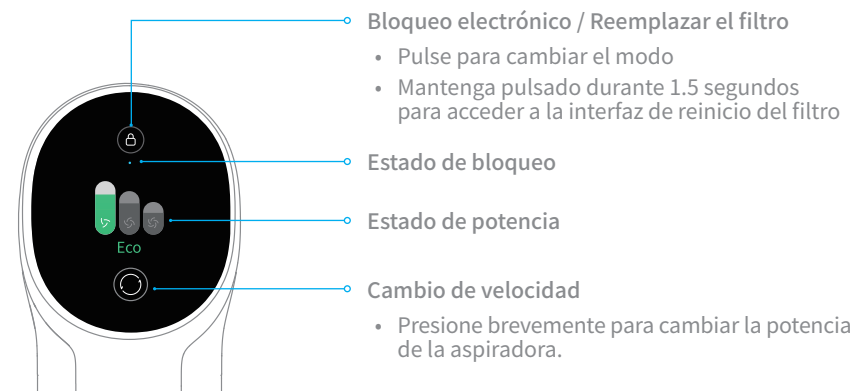 Bloqueo electrónico / Reemplazar el filtro
• Pulse para cambiar el modo
• Mantenga pulsado durante 1.5 segundos
para acceder a la interfaz de reinicio del filtro
Estado de bloqueo
Estado de potencia
Eco
Cambio de velocidad
• Presione brevemente para cambiar la potencia
de la aspiradora.